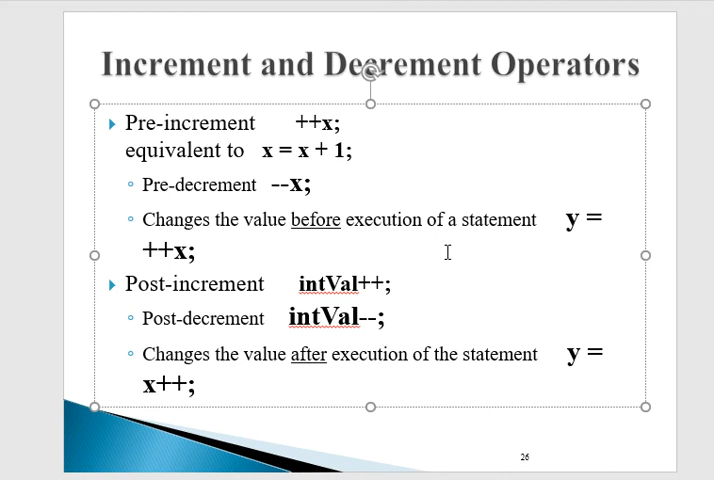 Increment and Decrement Operators
Pre-increment ++x;
equivalent to x = x + 1;
Pre-decrement --x;
Changes the value before execution of a statement y =
++x;
Post-increment intVal++;
Post-decrement intVal--;
Changes the value after execution of the statement y =
x++;
26